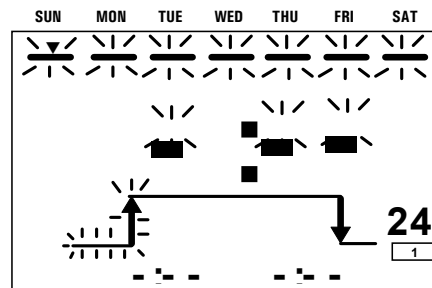 SUN MON TUE WED THU FRI SAT
- -:- -
24
1
- -:- - - -:- -